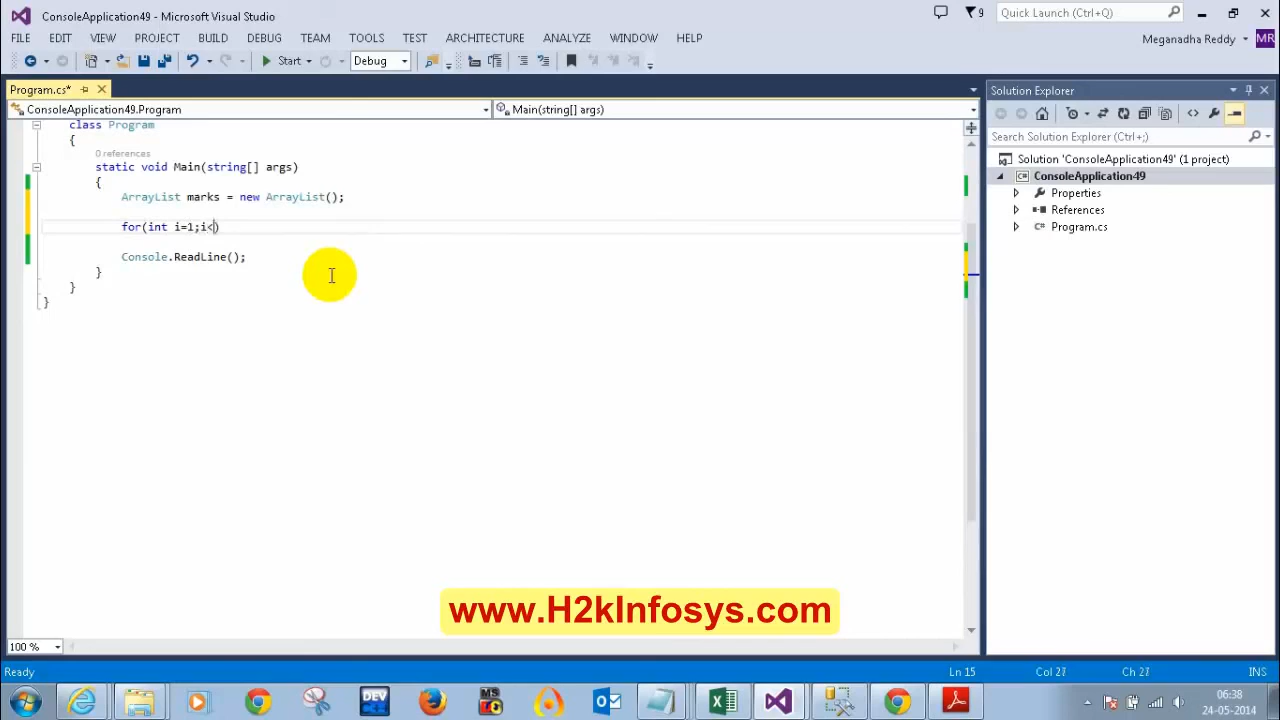 ConsoleApplication49 - Microsoft Visual Studio
9
Quick Launch (Ctrl+Q)
FILE EDIT VIEW PROJECT BUILD DEBUG TEAM TOOLS TEST ARCHITECTURE ANALYZE WINDOW HELP
Meganadha Reddy MR
Start Debug
Program.cs*
Solution Explorer
ConsoleApplication49.Program
Main(string[] args)
class Program
{
Search Solution Explorer (Ctrl+;)
0 references
static void Main(string[] args)
{
ArrayList marks = new ArrayList();
for(int i=1;i<)
Console.ReadLine();
}
}
}
Solution 'ConsoleApplication49' (1 project)
C# ConsoleApplication49
Properties
References
C# Program.cs
www.H2kInfosys.com
100 %
Ready
Ln 15 Col 27 Ch 27 INS
DEV
MS
06:38
24-05-2014